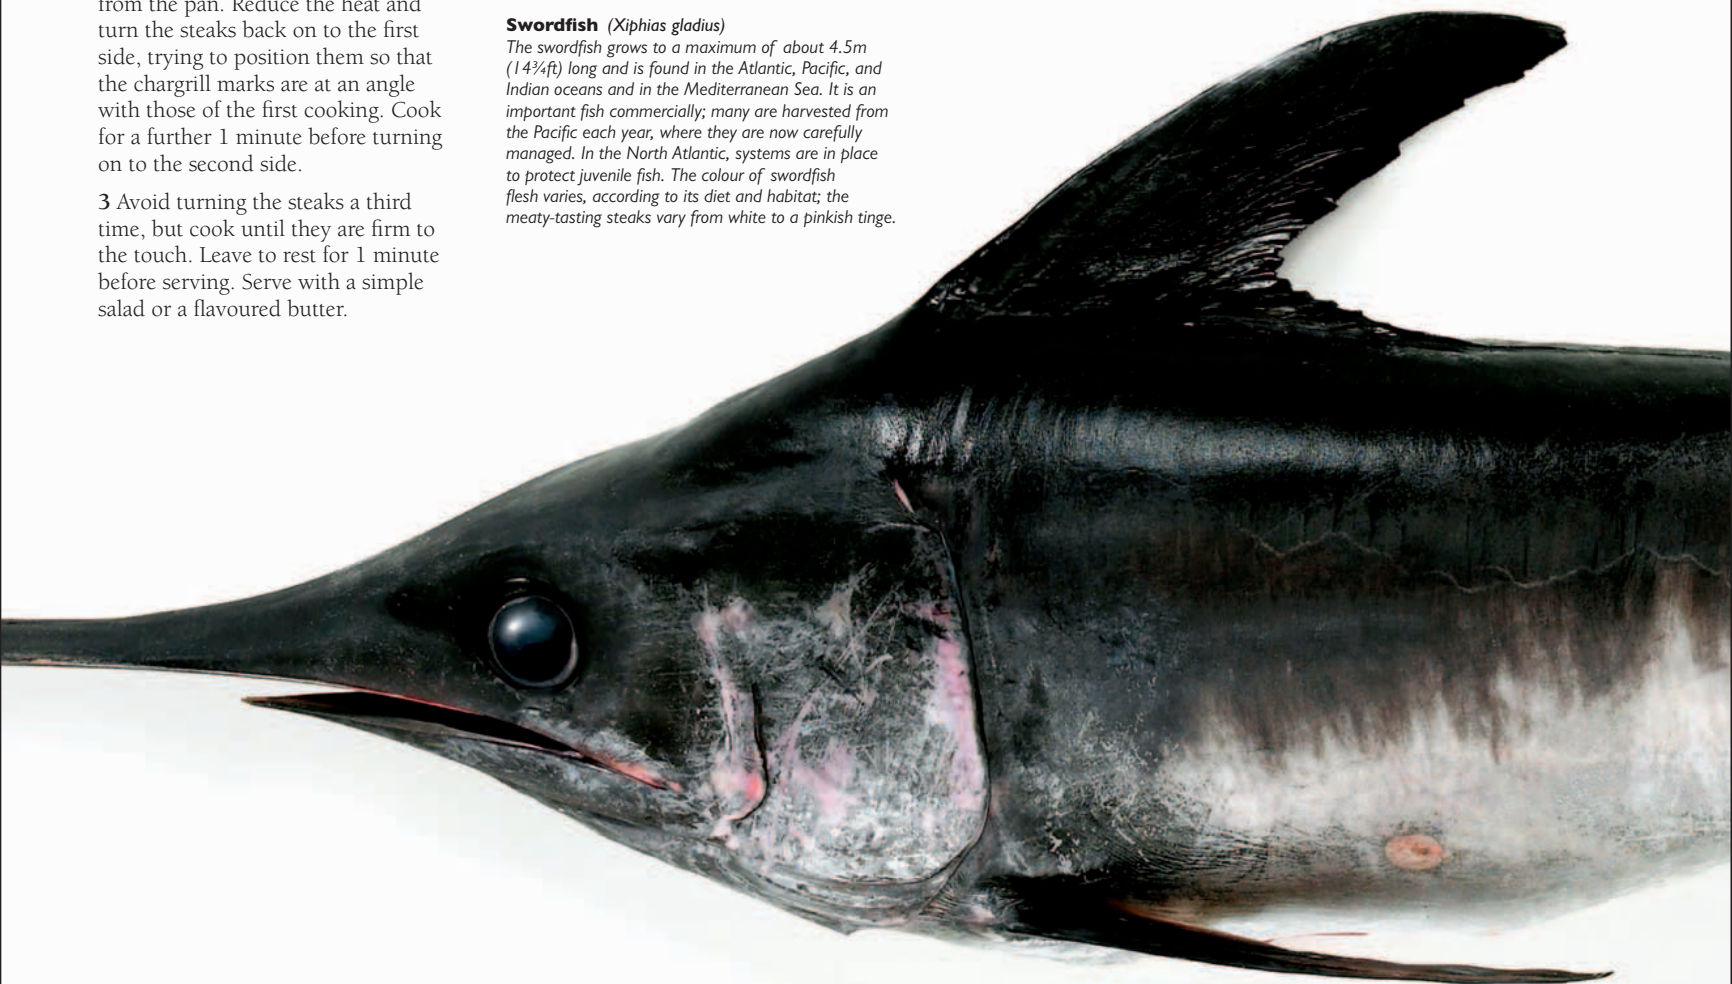 from the pan. Reduce the heat and
turn the steaks back on to the first
side, trying to position them so that
the chargrill marks are at an angle
with those of the first cooking. Cook
for a further 1 minute before turning
on to the second side.
3 Avoid turning the steaks a third
time, but cook until they are firm to
the touch. Leave to rest for 1 minute
before serving. Serve with a simple
salad or a flavoured butter.
Swordfish (Xiphias gladius)
The swordfish grows to a maximum of about 4.5m
(14¾ft) long and is found in the Atlantic, Pacific, and
Indian oceans and in the Mediterranean Sea. It is an
important fish commercially; many are harvested from
the Pacific each year, where they are now carefully
managed. In the North Atlantic, systems are in place
to protect juvenile fish. The colour of swordfish
flesh varies, according to its diet and habitat; the
meaty-tasting steaks vary from white to a pinkish tinge.